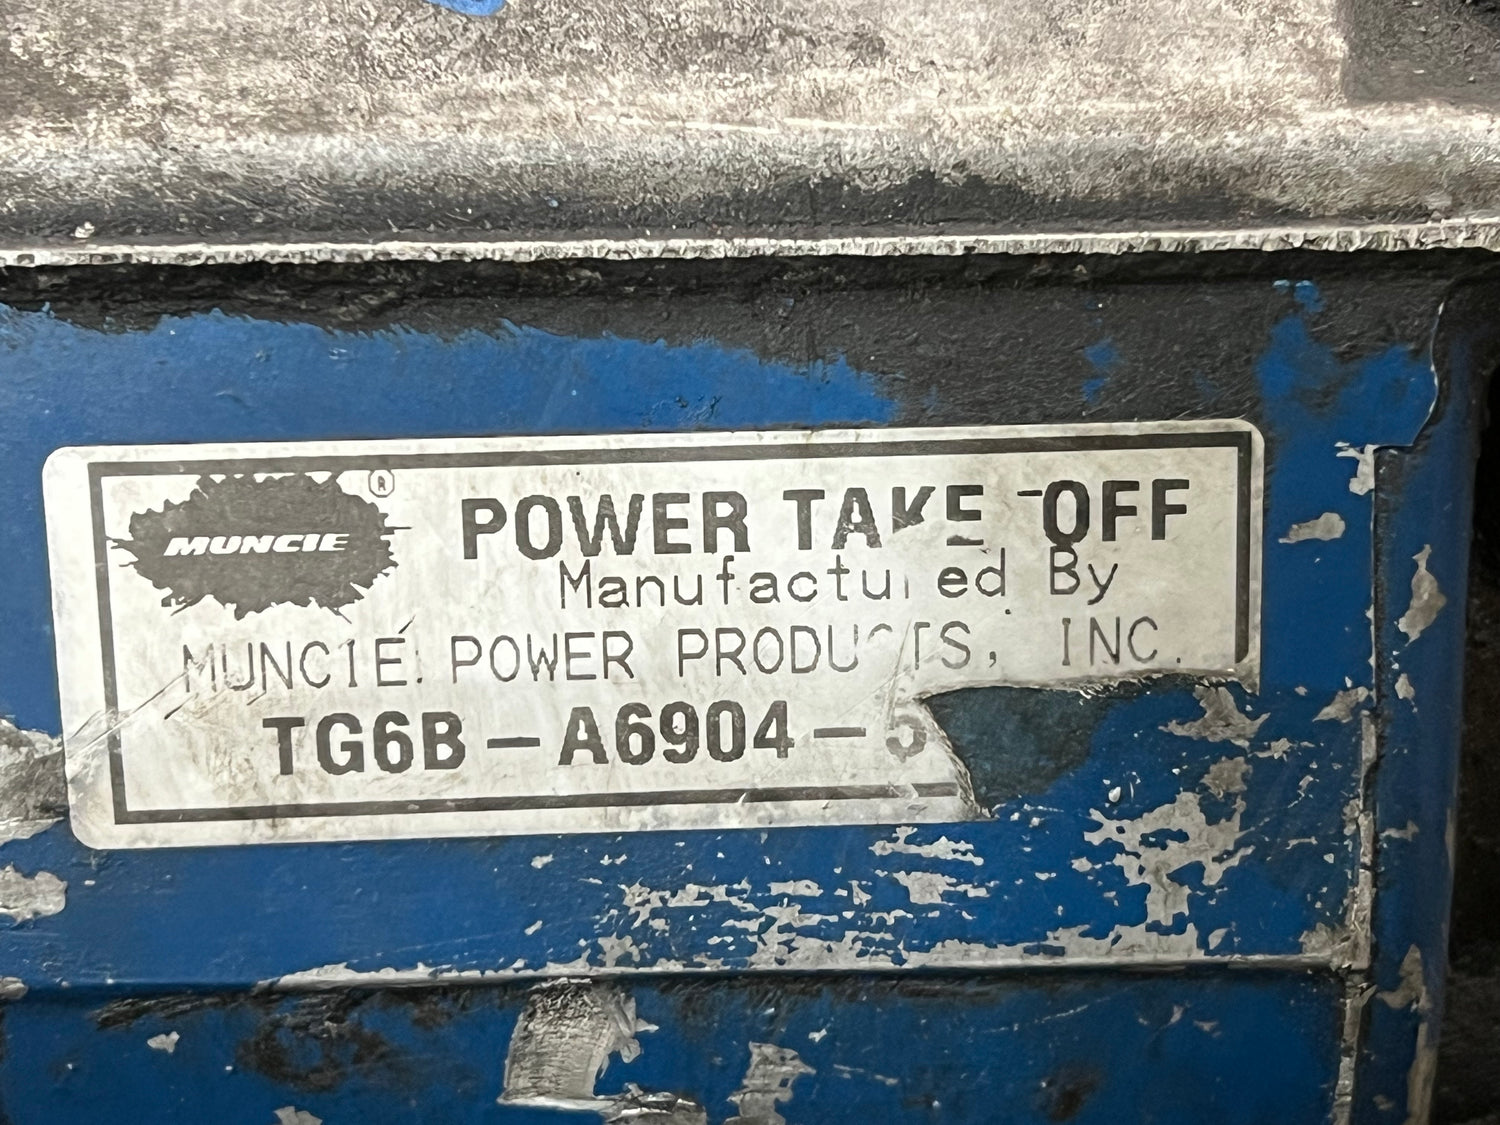 MUNCIE ®
POWER TAKE-OFF
Manufactured By
MUNCIE POWER PRODUCTS, INC.
TG6B-A6904-